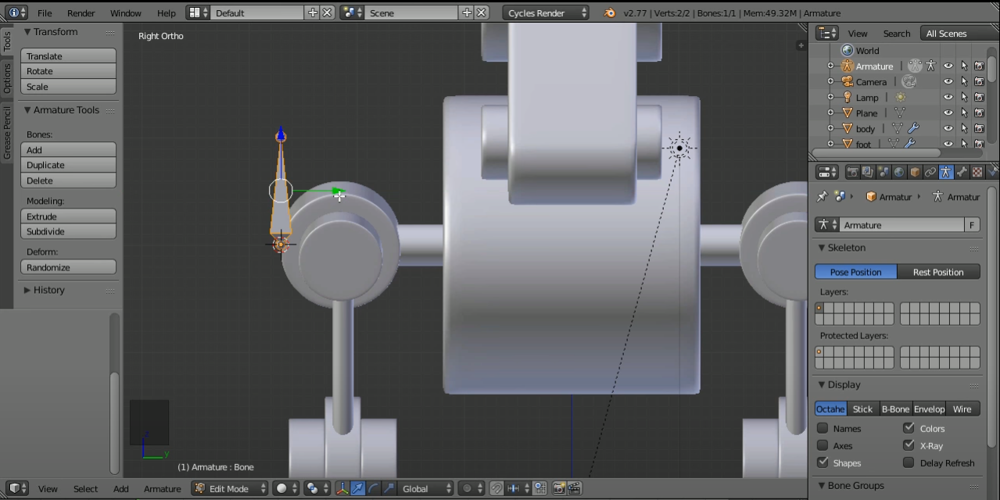 File Render Window Help Default Scene Cycles Render v2.77 | Verts:2/2 | Bones:1/1 | Mem:49.32M | Armature
Tools
Options
Grease Pencil
Transform
Translate
Rotate
Scale
Armature Tools
Bones:
Add
Duplicate
Delete
Modeling:
Extrude
Subdivide
Deform:
Randomize
History
Right Ortho
z
y
(1) Armature : Bone
View Select Add Armature Edit Mode Global
View Search All Scenes
World
Armature
Camera
Lamp
Plane
body
foot
Armatur Armatur
Armature F
Skeleton
Pose Position Rest Position
Layers:
Protected Layers:
Display
Octahe Stick B-Bone Envelop Wire
Names Colors
Axes X-Ray
Shapes Delay Refresh
Bone Groups